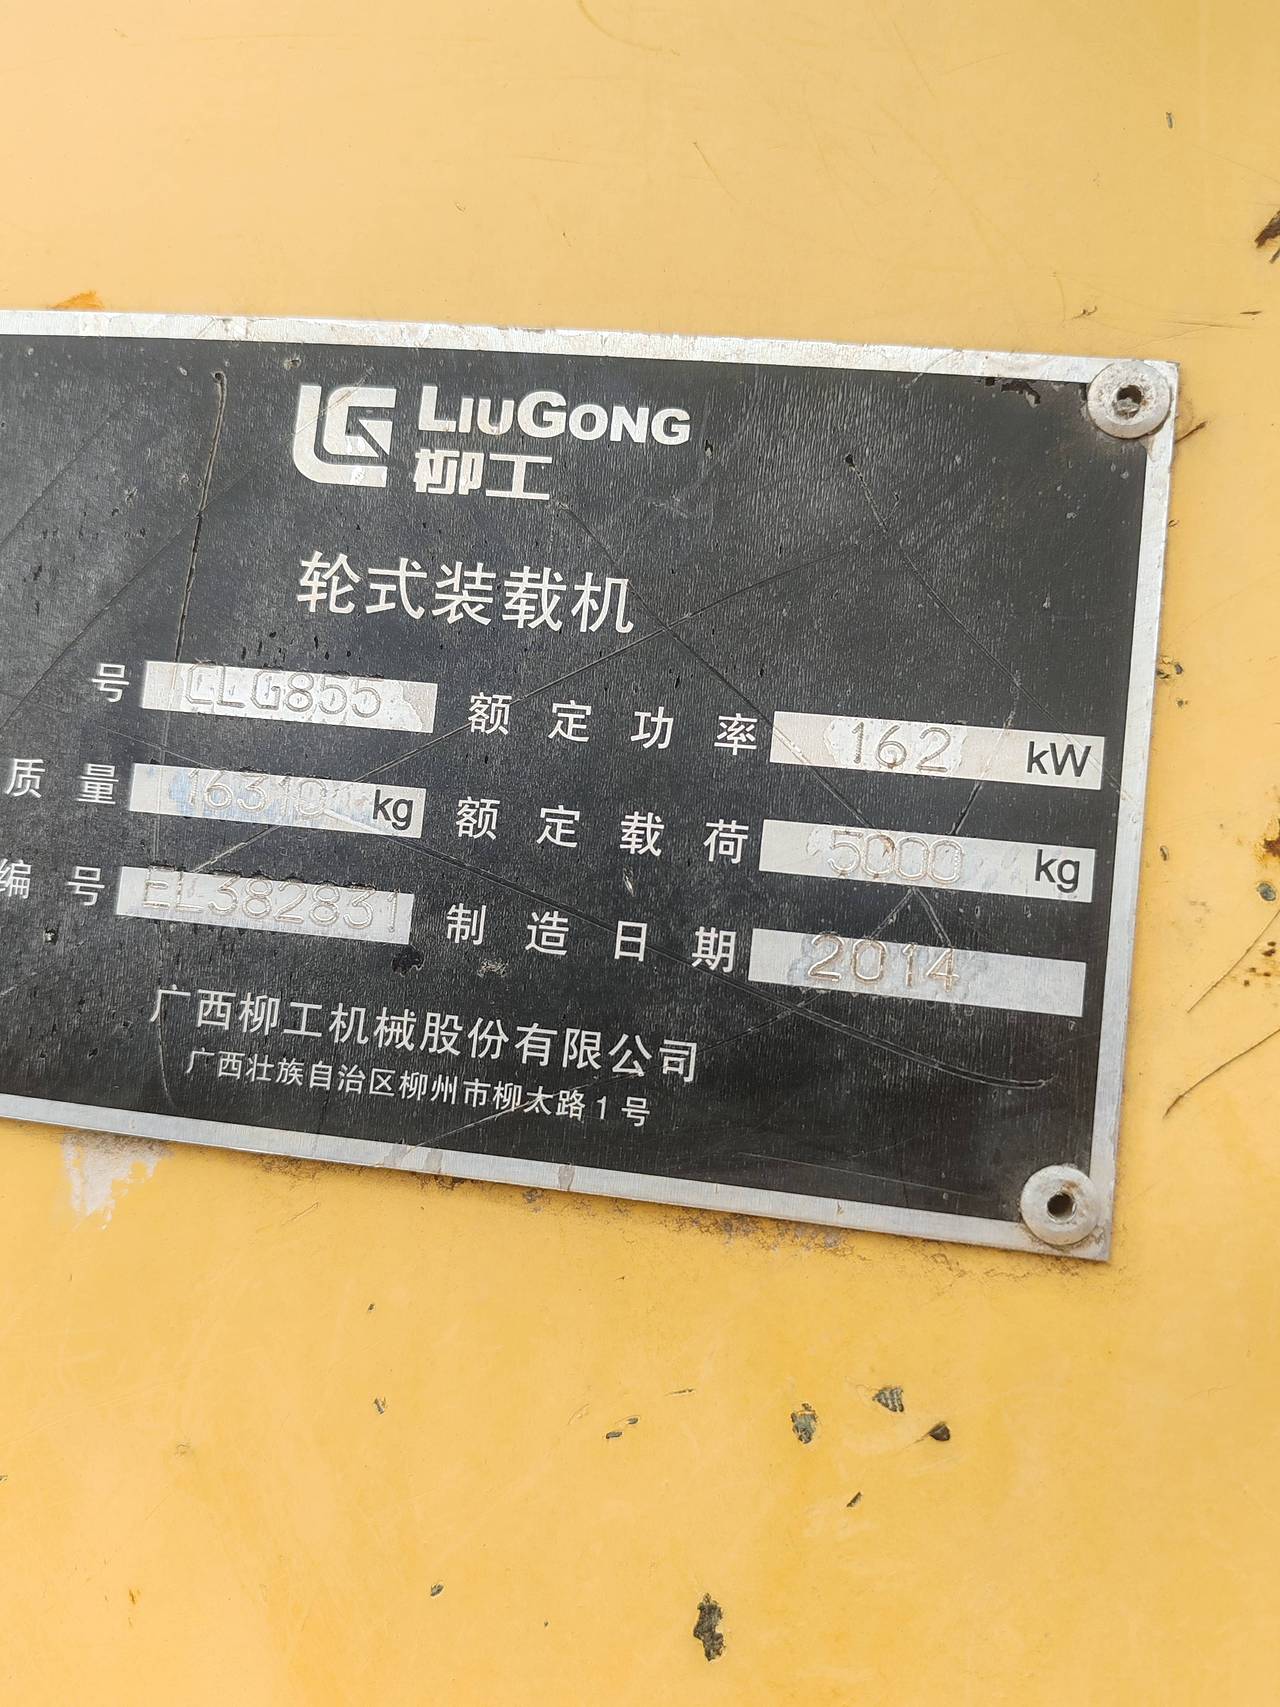 LIUGONG
柳工
轮式装载机
号 CLG855 额定功率 162 kW
质量 16310 kg 额定载荷 5000 kg
编号 EL382831 制造日期 2014
广西柳工机械股份有限公司
广西壮族自治区柳州市柳太路1号